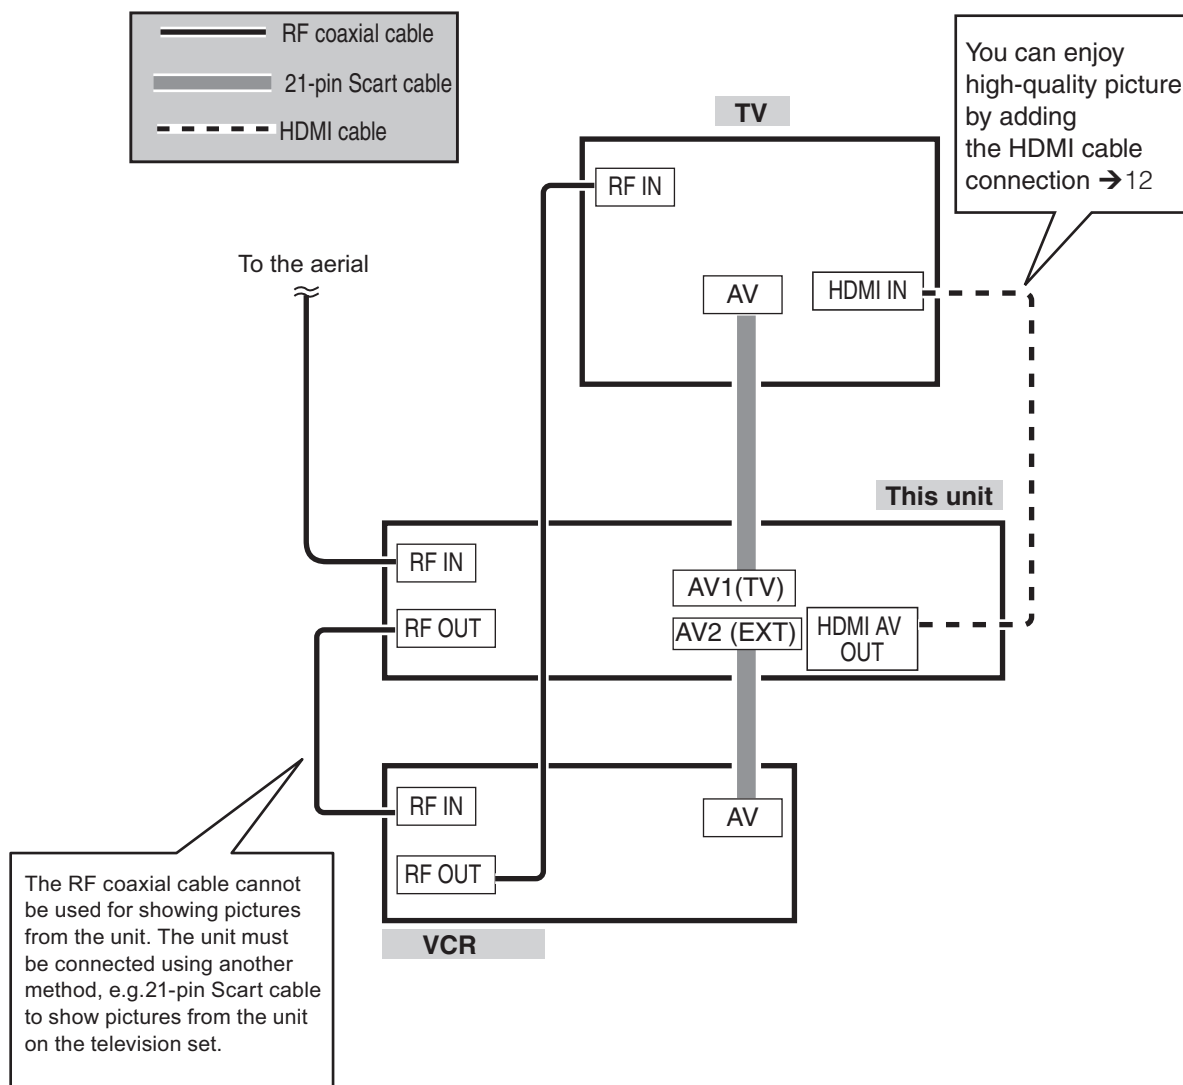 RF coaxial cable
21-pin Scart cable
HDMI cable
You can enjoy
high-quality picture
by adding
the HDMI cable
connection ➔12
TV
RF IN
To the aerial
AV
HDMI IN
This unit
RF IN
AV1(TV)
RF OUT
AV2 (EXT)
HDMI AV
OUT
RF IN
AV
RF OUT
The RF coaxial cable cannot
be used for showing pictures
from the unit. The unit must
be connected using another
method, e.g.21-pin Scart cable
to show pictures from the unit
on the television set.
VCR